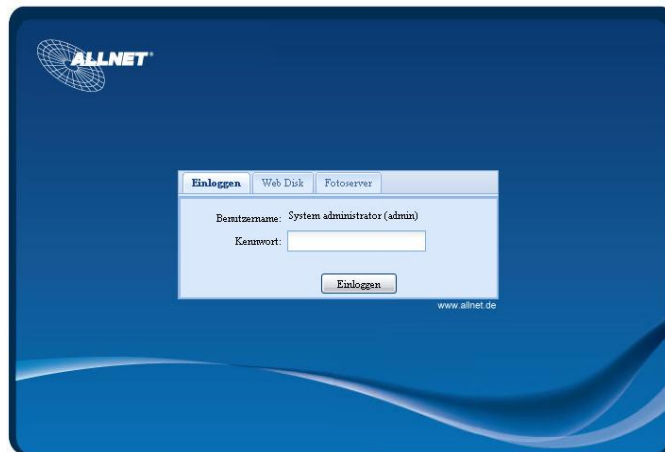 ALLNET®
Einloggen Web Disk Fotoserver
Benutzername: System administrator (admin)
Kennwort:
Einloggen
www.allnet.de